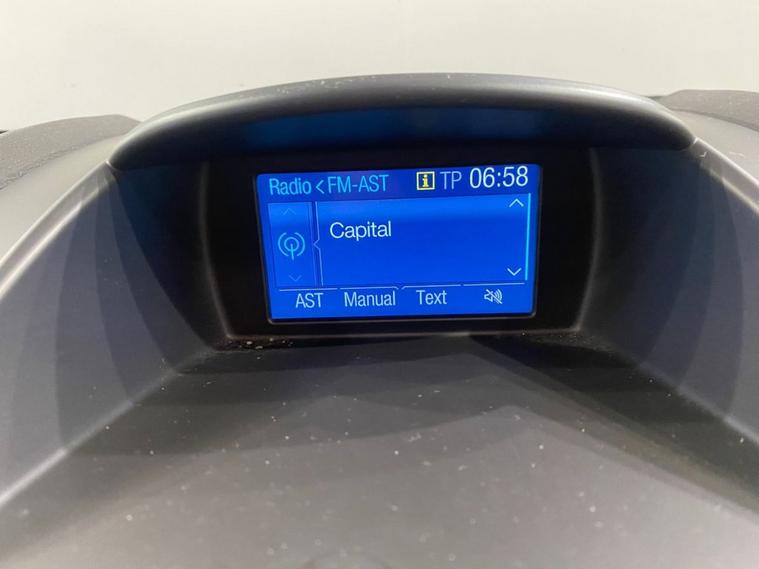 Radio < FM-AST i TP 06:58
Capital
AST Manual Text